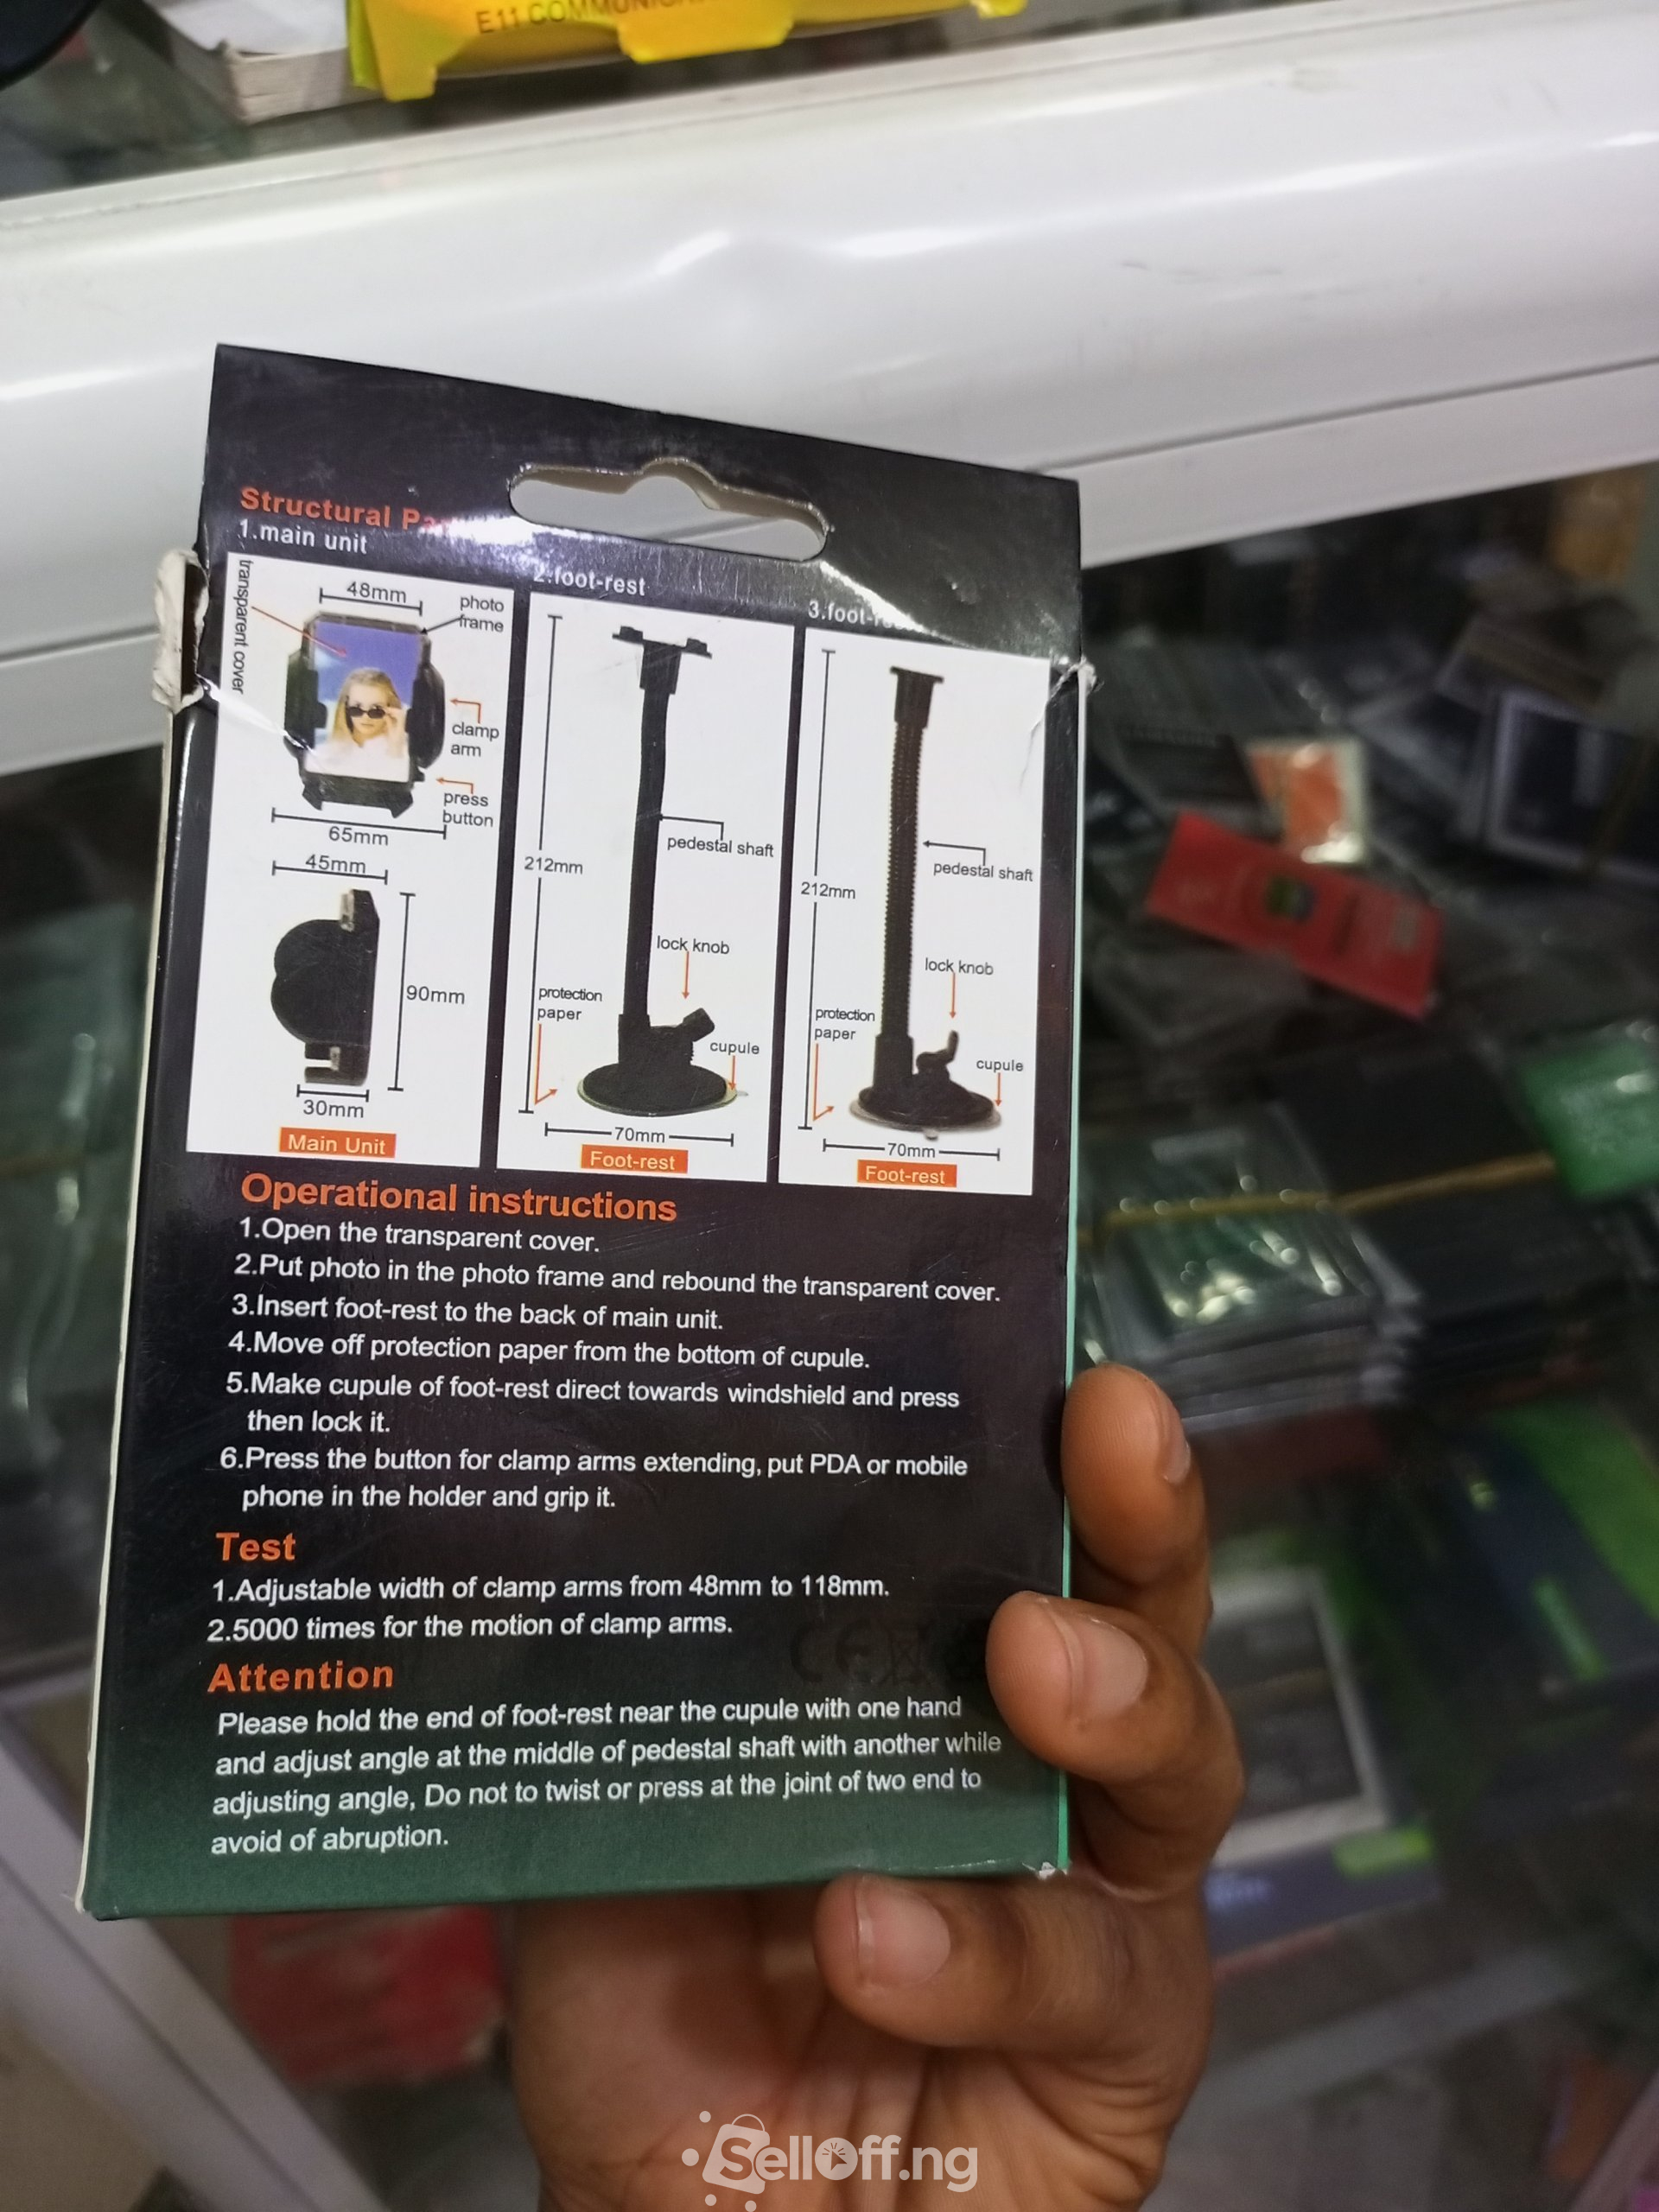 E11
Structural
1.main unit
transparent cover
48mm
photo
frame
clamp
arm
press
button
65mm
45mm
90mm
30mm
Main Unit
2.foot-rest
212mm
pedestal shaft
lock knob
protection
paper
cupule
70mm
Foot-rest
212mm
pedestal shaft
lock knob
protection
paper
cupule
70mm
Foot-rest
Operational instructions
1.Open the transparent cover.
2.Put photo in the photo frame and rebound the transparent cover.
3.Insert foot-rest to the back of main unit.
4.Move off protection paper from the bottom of cupule.
5.Make cupule of foot-rest direct towards windshield and press
then lock it.
6.Press the button for clamp arms extending, put PDA or mobile
phone in the holder and grip it.
Test
1.Adjustable width of clamp arms from 48mm to 118mm.
2.5000 times for the motion of clamp arms.
CE
Attention
Please hold the end of foot-rest near the cupule with one hand
and adjust angle at the middle of pedestal shaft with another while
adjusting angle, Do not to twist or press at the joint of two end to
avoid of abruption.
SellOff.ng